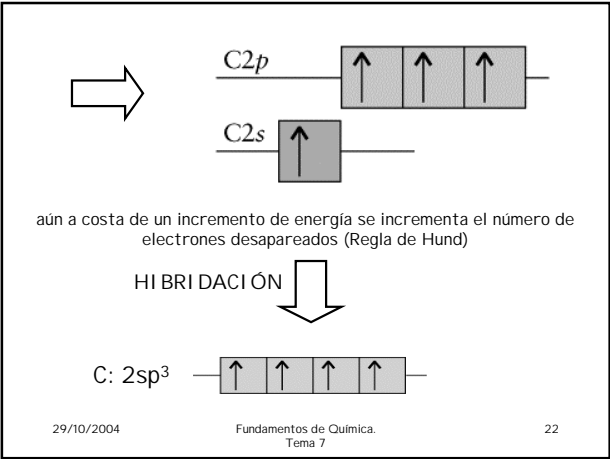 C2p
C2s
aún a costa de un incremento de energía se incrementa el número de
electrones desapareados (Regla de Hund)
HIBRIDACIÓN
C: 2sp³
29/10/2004
Fundamentos de Química.
Tema 7
22